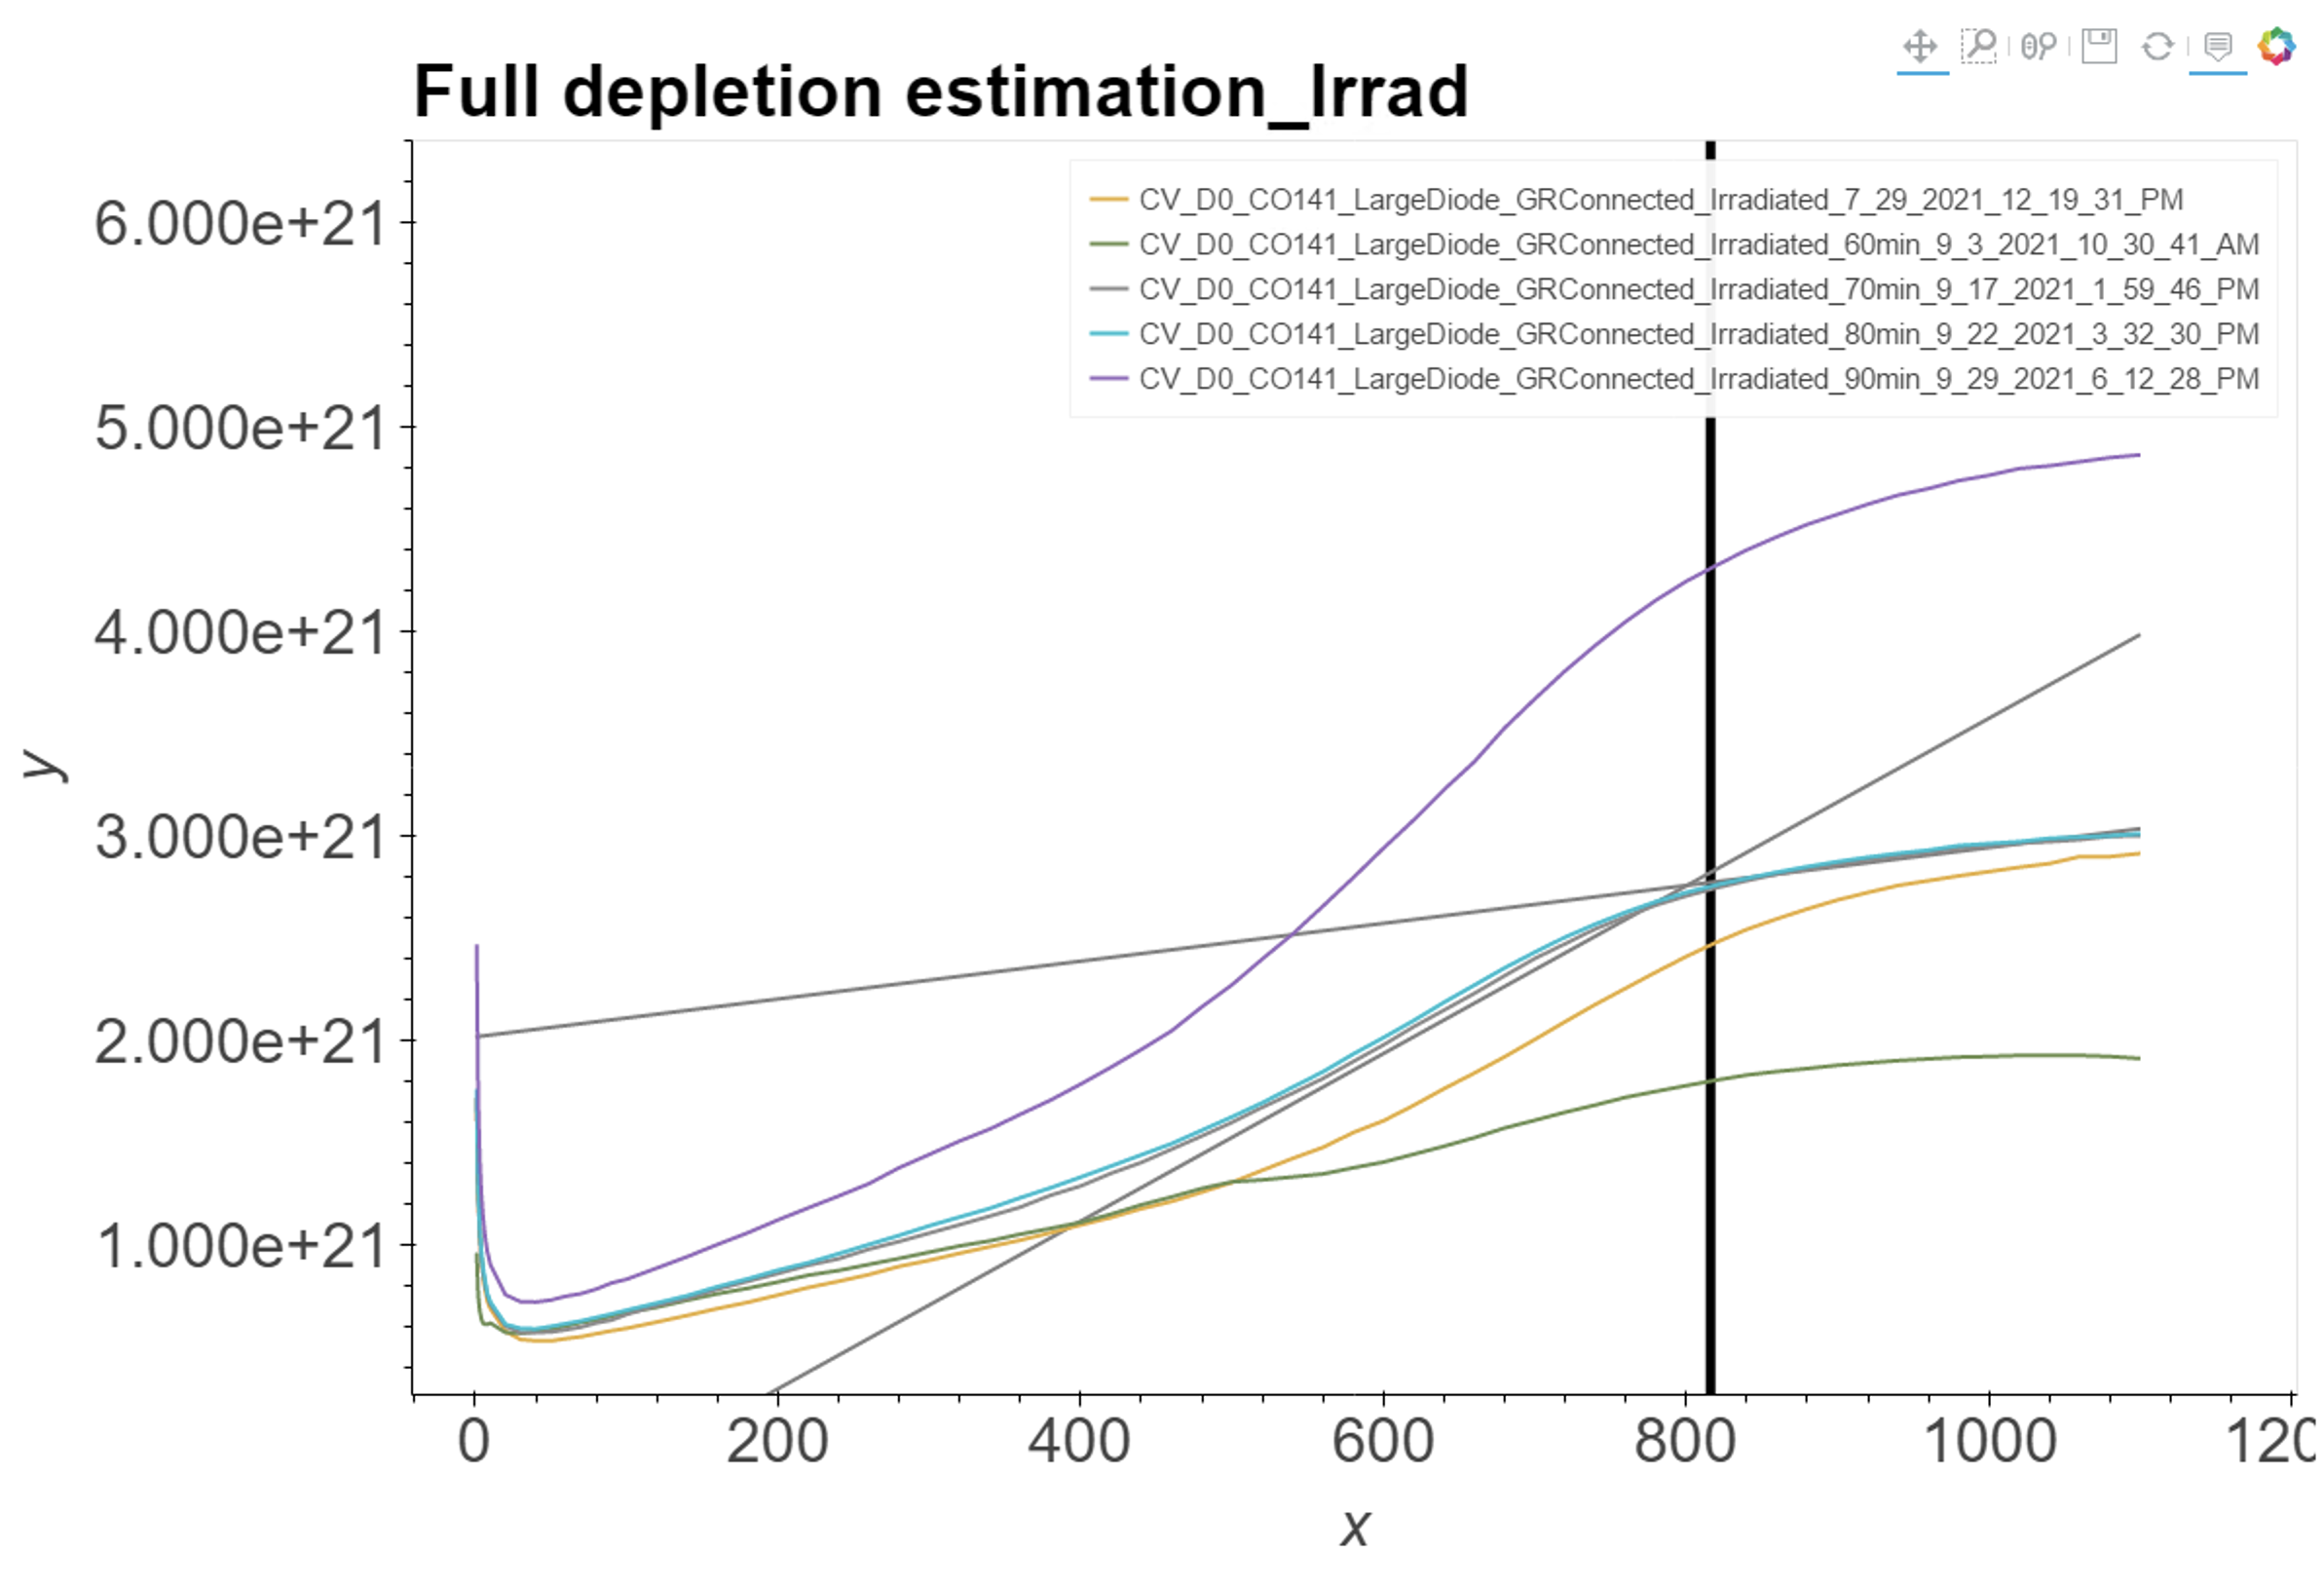 Full depletion estimation_Irrad
CV_D0_CO141_LargeDiode_GRConnected_Irradiated_7_29_2021_12_19_31_PM
CV_D0_CO141_LargeDiode_GRConnected_Irradiated_60min_9_3_2021_10_30_41_AM
CV_D0_CO141_LargeDiode_GRConnected_Irradiated_70min_9_17_2021_1_59_46_PM
CV_D0_CO141_LargeDiode_GRConnected_Irradiated_80min_9_22_2021_3_32_30_PM
CV_D0_CO141_LargeDiode_GRConnected_Irradiated_90min_9_29_2021_6_12_28_PM
6.000e+21
5.000e+21
4.000e+21
3.000e+21
2.000e+21
1.000e+21
y
0 200 400 600 800 1000
x